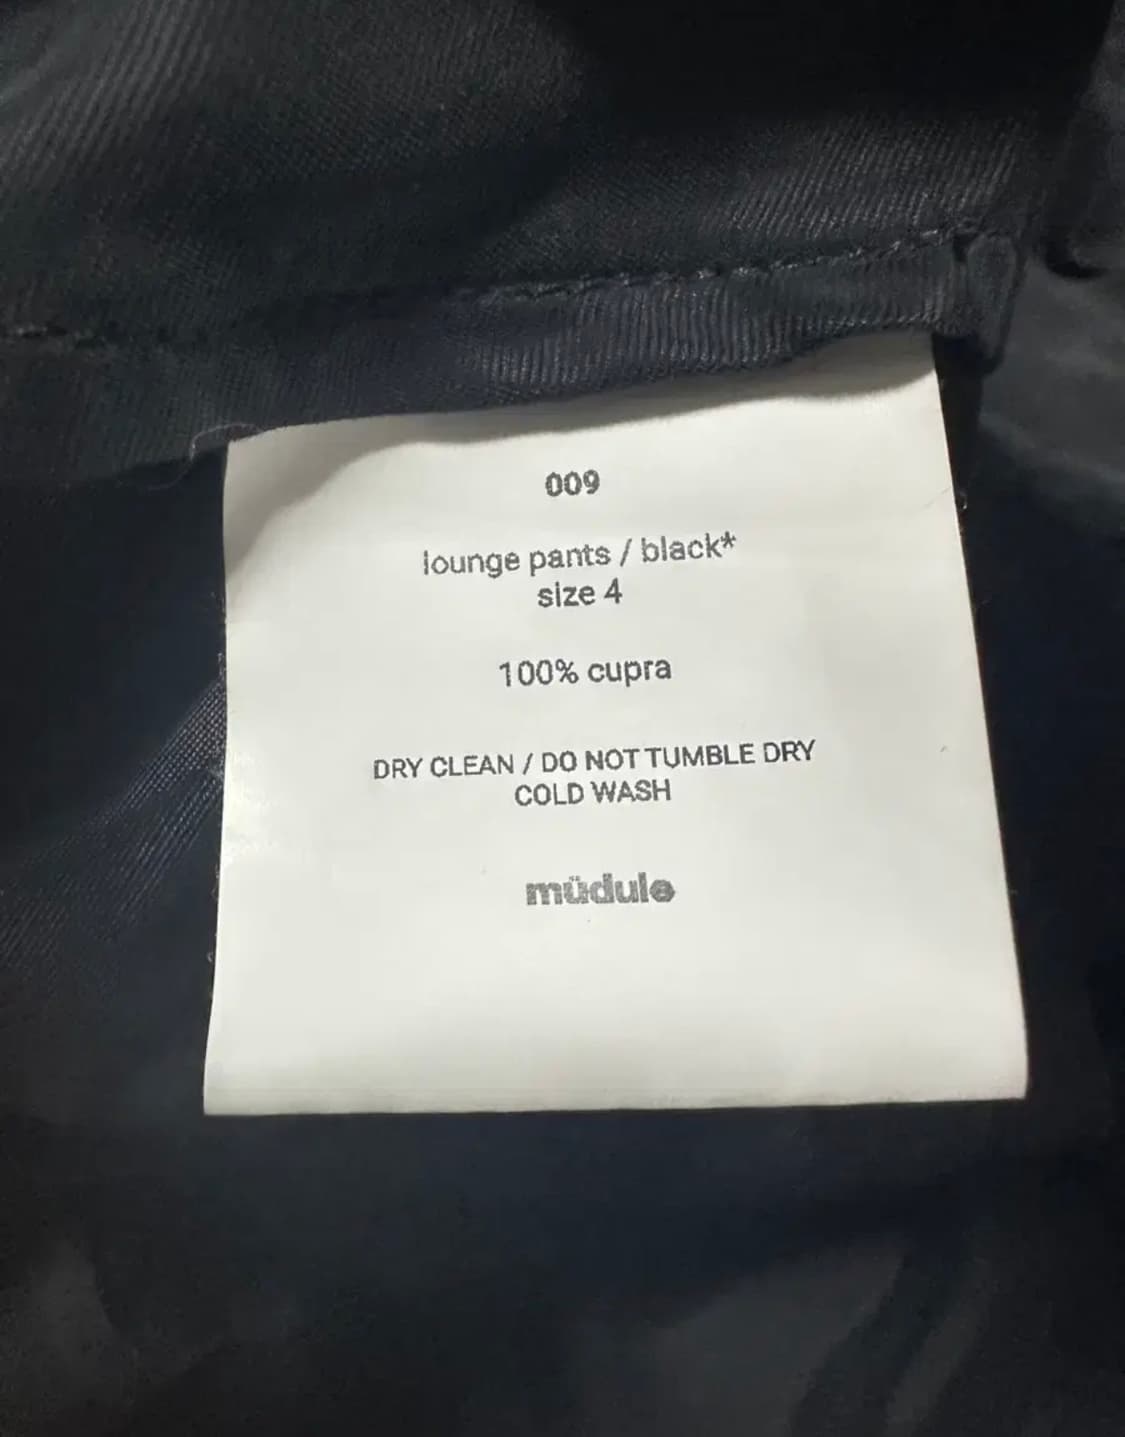 009
lounge pants / black*
size 4
100% cupra
DRY CLEAN / DO NOT TUMBLE DRY
COLD WASH
müdule